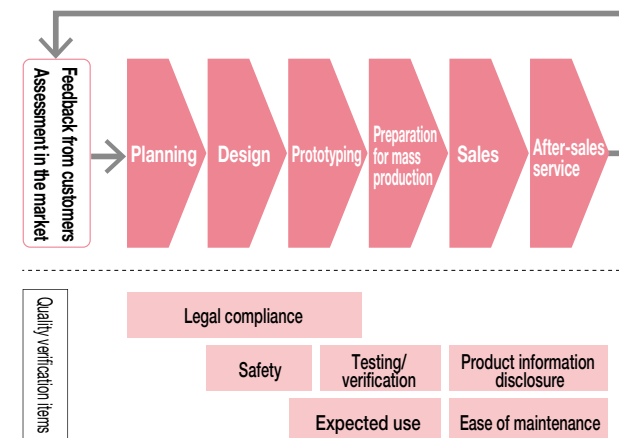 Feedback from customers
Assessment in the market
Planning
Design
Prototyping
Preparation
for mass
production
Sales
After-sales
service
Quality verification items
Legal compliance
Safety
Testing/
verification
Product information
disclosure
Expected use
Ease of maintenance